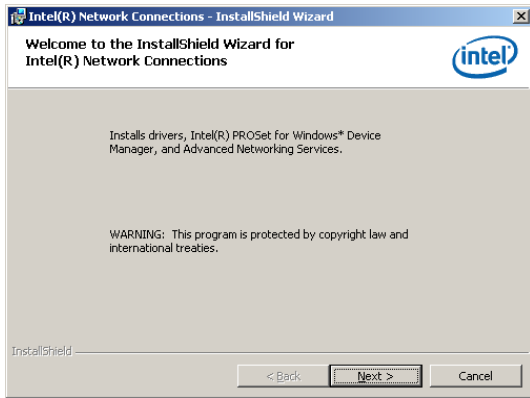 Intel(R) Network Connections - InstallShield Wizard
Welcome to the InstallShield Wizard for
Intel(R) Network Connections
intel
Installs drivers, Intel(R) PROSet for Windows* Device
Manager, and Advanced Networking Services.
WARNING: This program is protected by copyright law and
international treaties.
InstallShield
< Back
Next >
Cancel